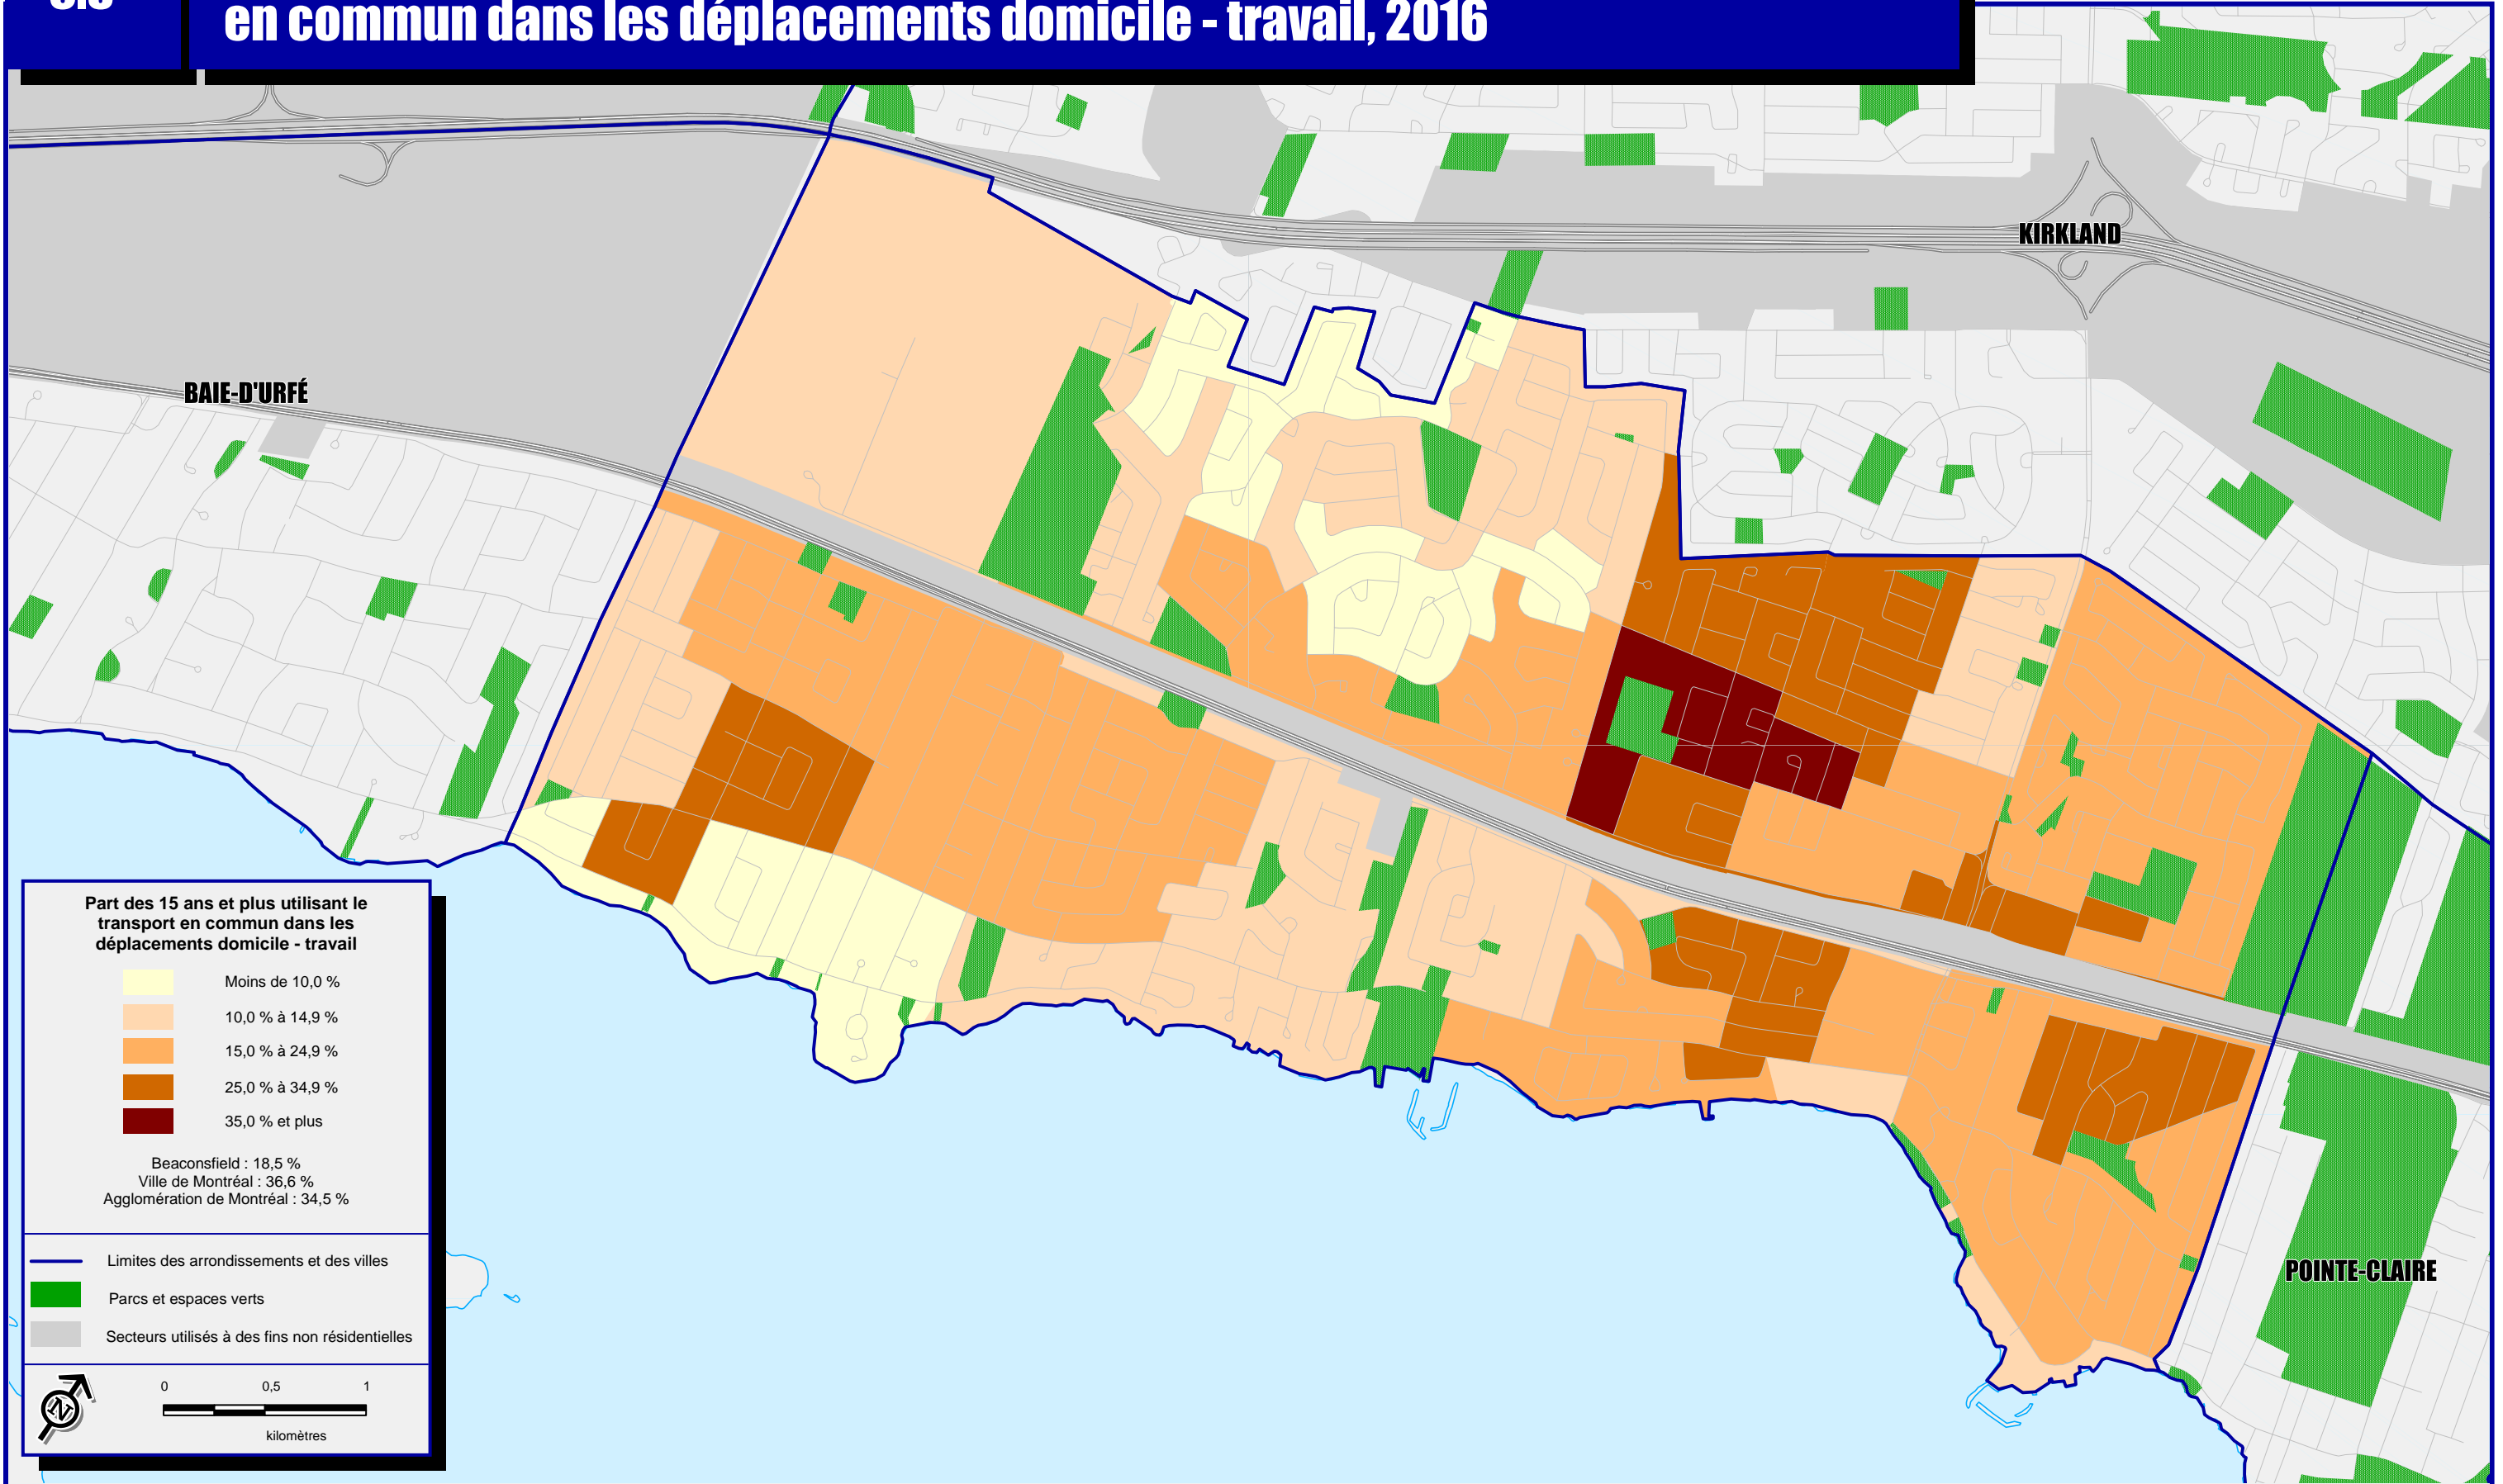 en commun dans les déplacements domicile - travail, 2016
KIRKLAND
BAIE-D'URFÉ
POINTE-CLAIRE
Part des 15 ans et plus utilisant le
transport en commun dans les
déplacements domicile - travail
Moins de 10,0 %
10,0 % à 14,9 %
15,0 % à 24,9 %
25,0 % à 34,9 %
35,0 % et plus
Beaconsfield : 18,5 %
Ville de Montréal : 36,6 %
Agglomération de Montréal : 34,5 %
Limites des arrondissements et des villes
Parcs et espaces verts
Secteurs utilisés à des fins non résidentielles
N
0 0,5 1
kilomètres